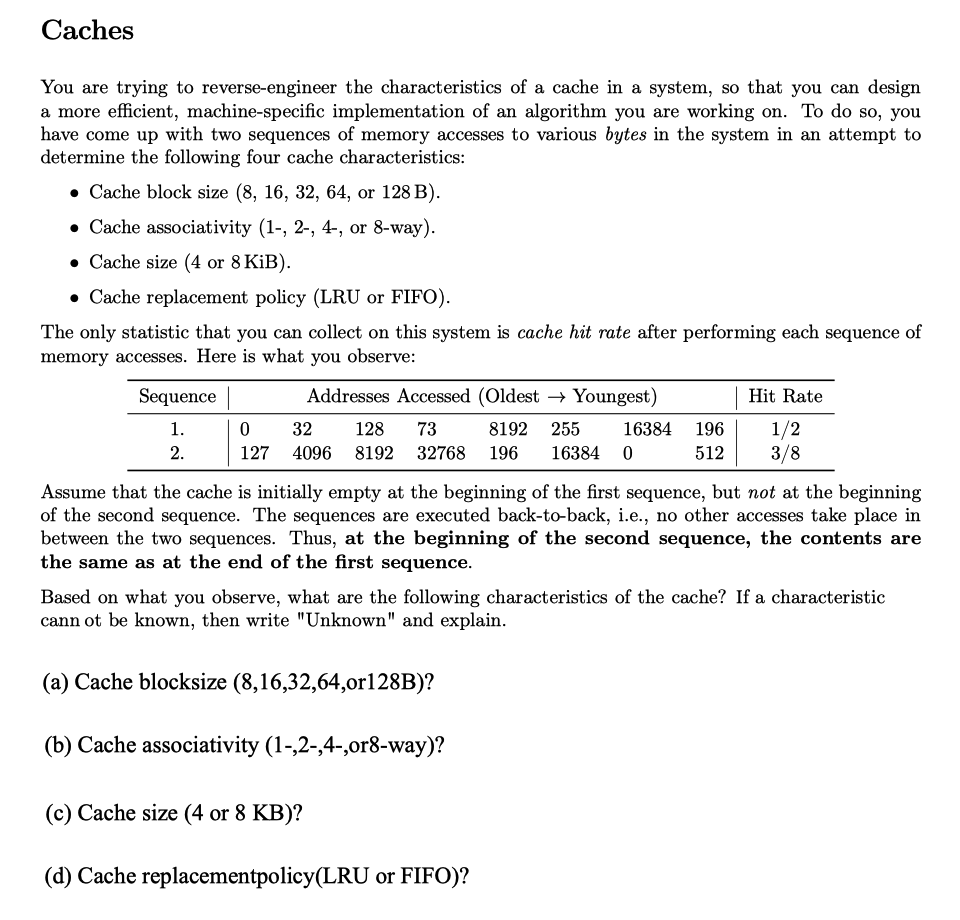 Caches
You are trying to reverse-engineer the characteristics of a cache in a system, so that you can design
a more efficient, machine-specific implementation of an algorithm you are working on. To do so, you
have come up with two sequences of memory accesses to various bytes in the system in an attempt to
determine the following four cache characteristics:
• Cache block size (8, 16, 32, 64, or 128 B).
• Cache associativity (1-, 2-, 4-, or 8-way).
• Cache size (4 or 8 KiB).
• Cache replacement policy (LRU or FIFO).
The only statistic that you can collect on this system is cache hit rate after performing each sequence of
memory accesses. Here is what you observe:
Sequence Addresses Accessed (Oldest → Youngest) Hit Rate
1. 0 32 128 73 8192 255 16384 196 1/2
2. 127 4096 8192 32768 196 16384 0 512 3/8
Assume that the cache is initially empty at the beginning of the first sequence, but not at the beginning
of the second sequence. The sequences are executed back-to-back, i.e., no other accesses take place in
between the two sequences. Thus, at the beginning of the second sequence, the contents are
the same as at the end of the first sequence.
Based on what you observe, what are the following characteristics of the cache? If a characteristic
cann ot be known, then write "Unknown" and explain.
(a) Cache blocksize (8,16,32,64,or128B)?
(b) Cache associativity (1-,2-,4-,or8-way)?
(c) Cache size (4 or 8 KB)?
(d) Cache replacementpolicy(LRU or FIFO)?